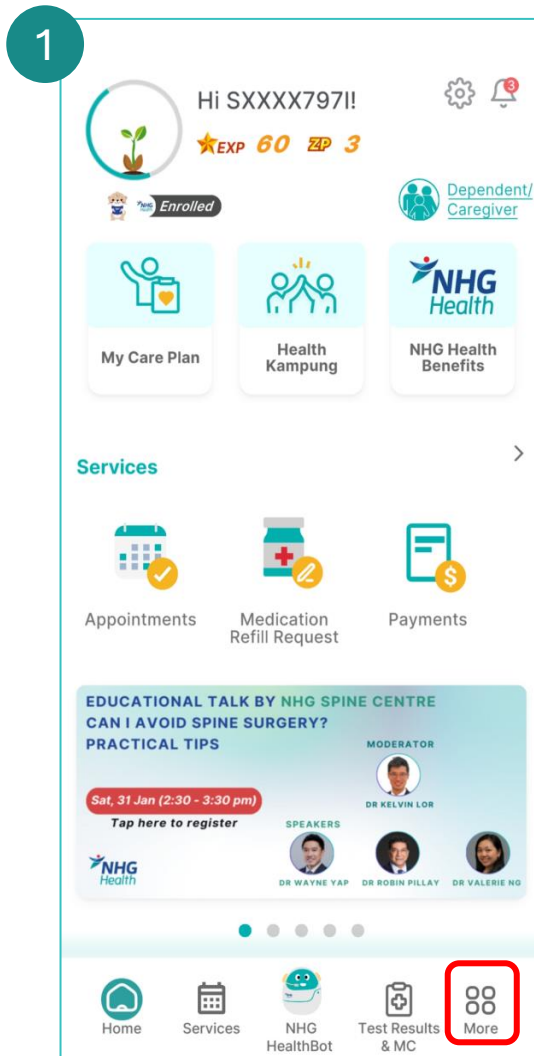 1
Hi SXXXX797I!
3
EXP 60 ZP 3
NHG Health Enrolled
Dependent/
Caregiver
My Care Plan
Health
Kampung
NHG
Health
NHG Health
Benefits
Services
>
Appointments
Medication
Refill Request
$
Payments
EDUCATIONAL TALK BY NHG SPINE CENTRE
CAN I AVOID SPINE SURGERY?
PRACTICAL TIPS
MODERATOR
DR KELVIN LOR
Sat, 31 Jan (2:30 - 3:30 pm)
Tap here to register
SPEAKERS
NHG
Health
DR WAYNE YAP
DR ROBIN PILLAY
DR VALERIE NG
Home
Services
NHG
HealthBot
Test Results
& MC
More